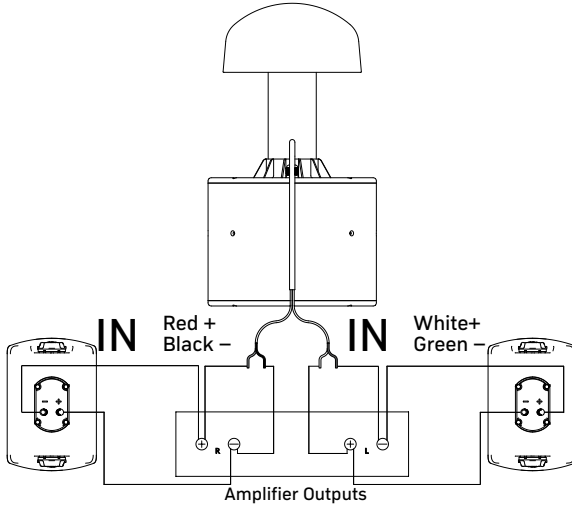 IN
Red +
Black –
IN
White+
Green –
– +
– +
+ – + –
R L
Amplifier Outputs